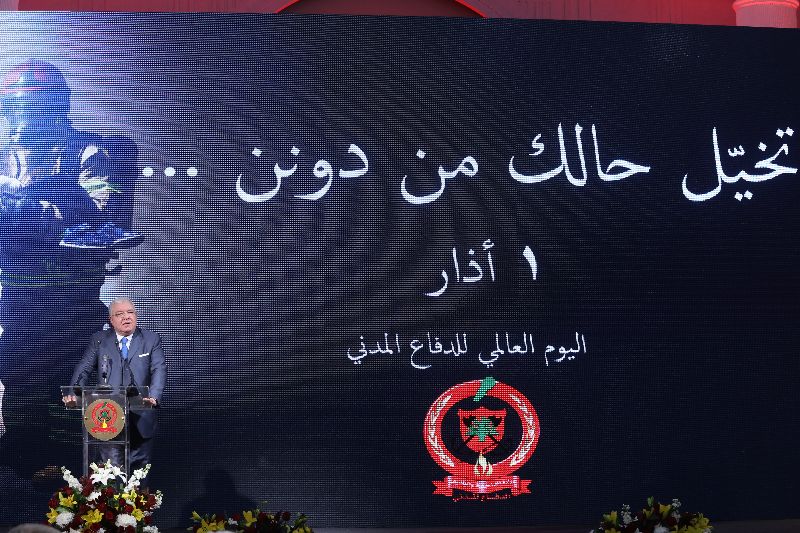 تخيّل حالك من دونن ...
١ أذار
اليوم العالمي للدفاع المدني